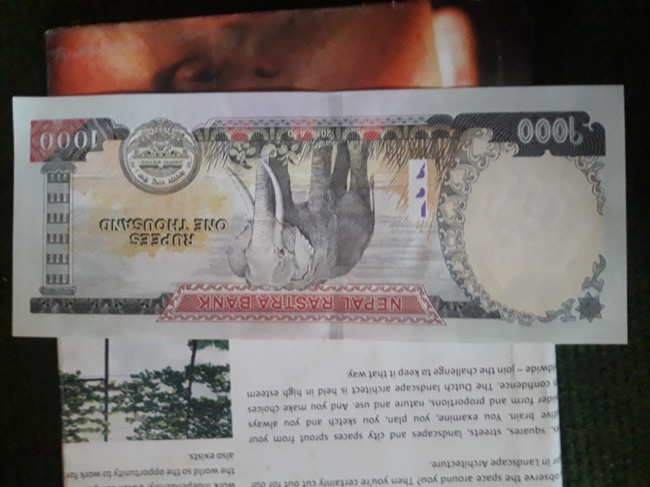 NEPAL RASTRA BANK
RUPEES
ONE THOUSAND
1000
1000
the world so the opportunity to work for
also exists.
observe the space around you? Then you're certainly cut out for our
in Landscape Architecture.
squares, streets, landscapes and city spaces sprout from your
brain. You examine, you plan, you sketch and you always
form and proportions, nature and use. And you make choices
confidence. The Dutch landscape architect is held in high esteem
– join the challenge to keep it that way.